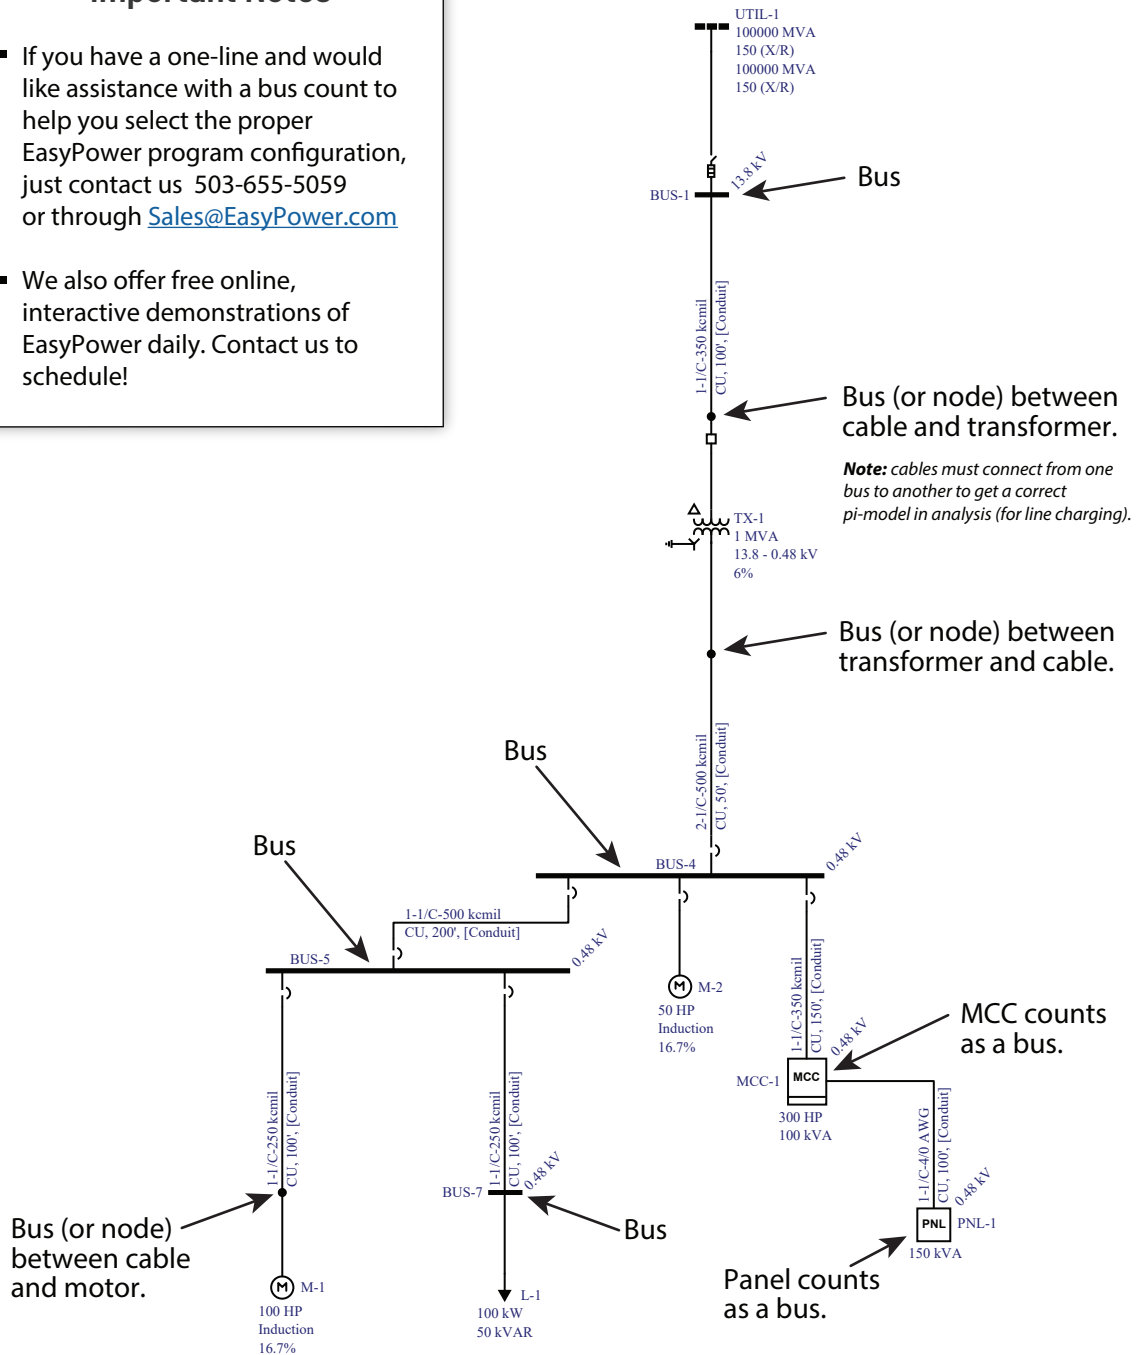 Important Notes
If you have a one-line and would
like assistance with a bus count to
help you select the proper
EasyPower program configuration,
just contact us  503-655-5059
or through Sales@EasyPower.com
We also offer free online,
interactive demonstrations of
EasyPower daily. Contact us to
schedule!
UTIL-1
100000 MVA
150 (X/R)
100000 MVA
150 (X/R)
13.8 kV
BUS-1
Bus
1-1/C-350 kcmil
CU, 100', [Conduit]
Bus (or node) between
cable and transformer.
Note: cables must connect from one
bus to another to get a correct
pi-model in analysis (for line charging).
TX-1
1 MVA
13.8 - 0.48 kV
6%
Bus (or node) between
transformer and cable.
2-1/C-500 kcmil
CU, 50', [Conduit]
Bus
BUS-4
0.48 kV
Bus
1-1/C-500 kcmil
CU, 200', [Conduit]
BUS-5
0.48 kV
M
M-2
50 HP
Induction
16.7%
1-1/C-350 kcmil
CU, 150', [Conduit]
0.48 kV
MCC counts
as a bus.
MCC-1
MCC
300 HP
100 kVA
1-1/C-4/0 AWG
CU, 100', [Conduit]
0.48 kV
PNL
PNL-1
150 kVA
Panel counts
as a bus.
1-1/C-250 kcmil
CU, 100', [Conduit]
1-1/C-250 kcmil
CU, 100', [Conduit]
0.48 kV
BUS-7
Bus
Bus (or node)
between cable
and motor.
M
M-1
100 HP
Induction
16.7%
L-1
100 kW
50 kVAR